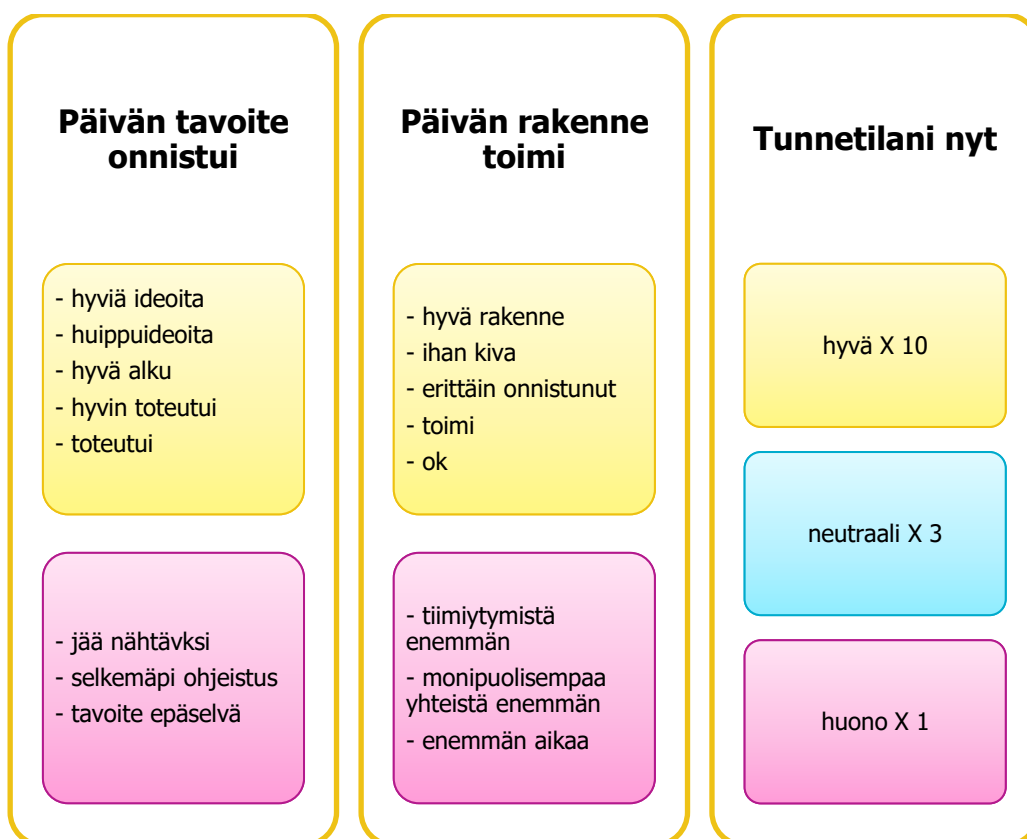 Päivän tavoite
onnistui
- hyviä ideoita
- huippuideoita
- hyvä alku
- hyvin toteutui
- toteutui
- jää nähtävksi
- selkemäpi ohjeistus
- tavoite epäselvä
Päivän rakenne
toimi
- hyvä rakenne
- ihan kiva
- erittäin onnistunut
- toimi
- ok
- tiimiytymistä
enemmän
- monipuolisempaa
yhteistä enemmän
- enemmän aikaa
Tunnetilani nyt
hyvä X 10
neutraali X 3
huono X 1